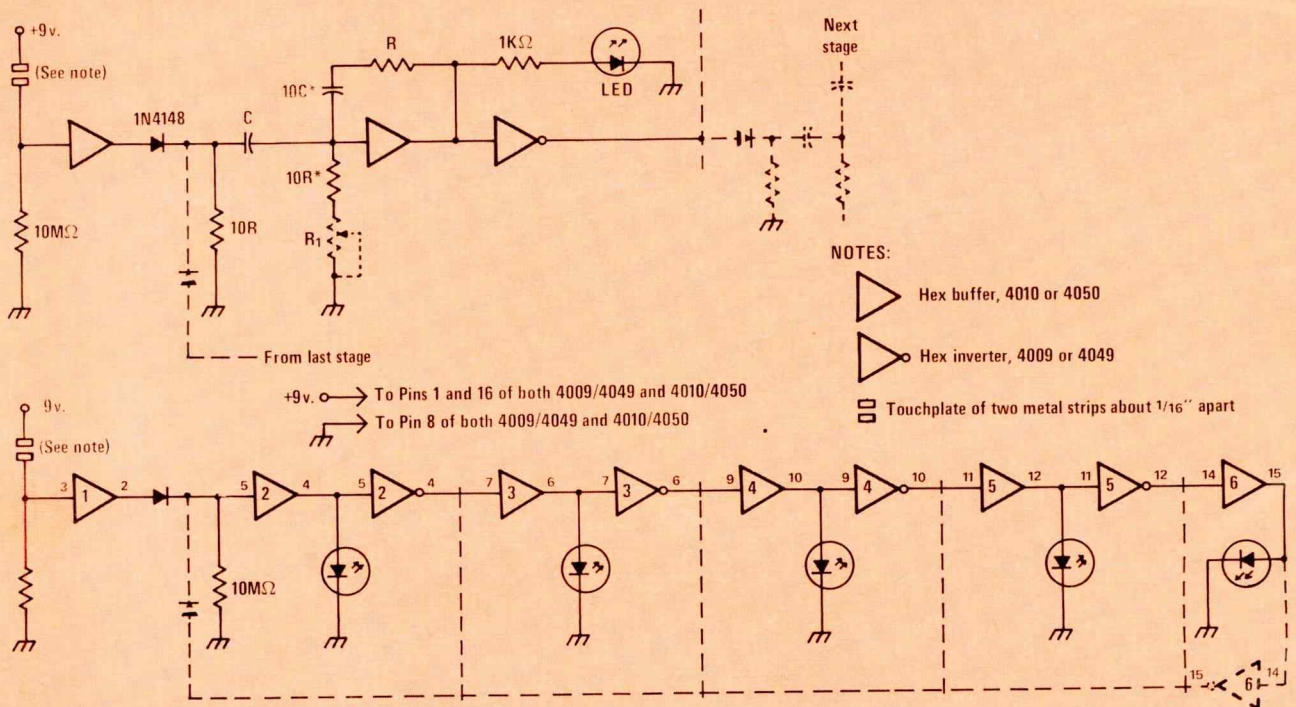 +9v.
(See note)
10MΩ
1N4148
10R
C
10C*
R
10R*
R₁
1KΩ
LED
Next
stage
From last stage
NOTES:
Hex buffer, 4010 or 4050
Hex inverter, 4009 or 4049
Touchplate of two metal strips about 1/16″ apart
+9v. To Pins 1 and 16 of both 4009/4049 and 4010/4050
To Pin 8 of both 4009/4049 and 4010/4050
9v.
(See note)
3 1 2 5 2 4 5 2 4 7 3 6 7 3 6 9 4 10 9 4 10 11 5 12 11 5 12 14 6 15
10MΩ
15 6 14